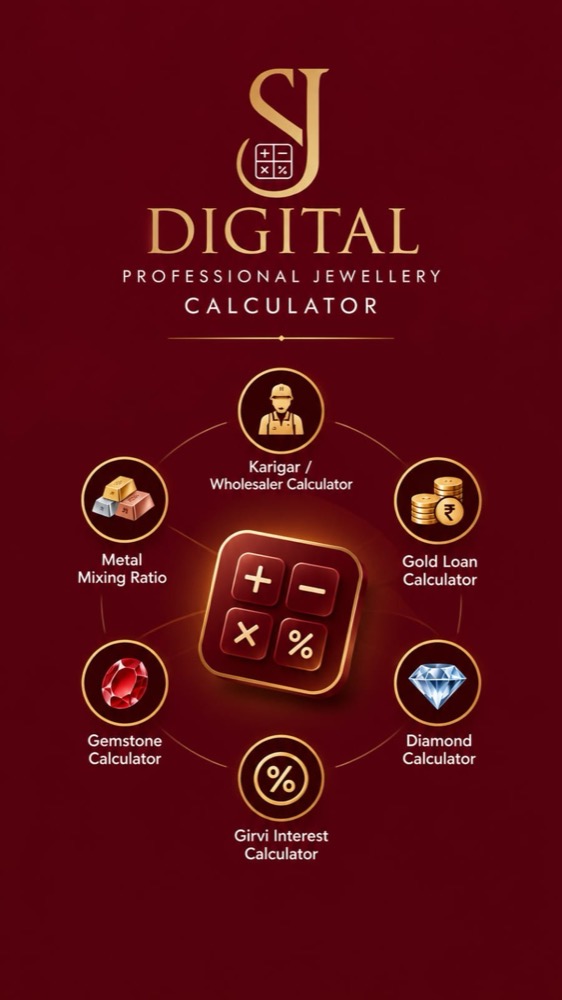 SJ
DIGITAL
PROFESSIONAL JEWELLERY
CALCULATOR
Karigar /
Wholesaler Calculator
Metal
Mixing Ratio
₹
Gold Loan
Calculator
+ −
× %
Gemstone
Calculator
Diamond
Calculator
%
Girvi Interest
Calculator